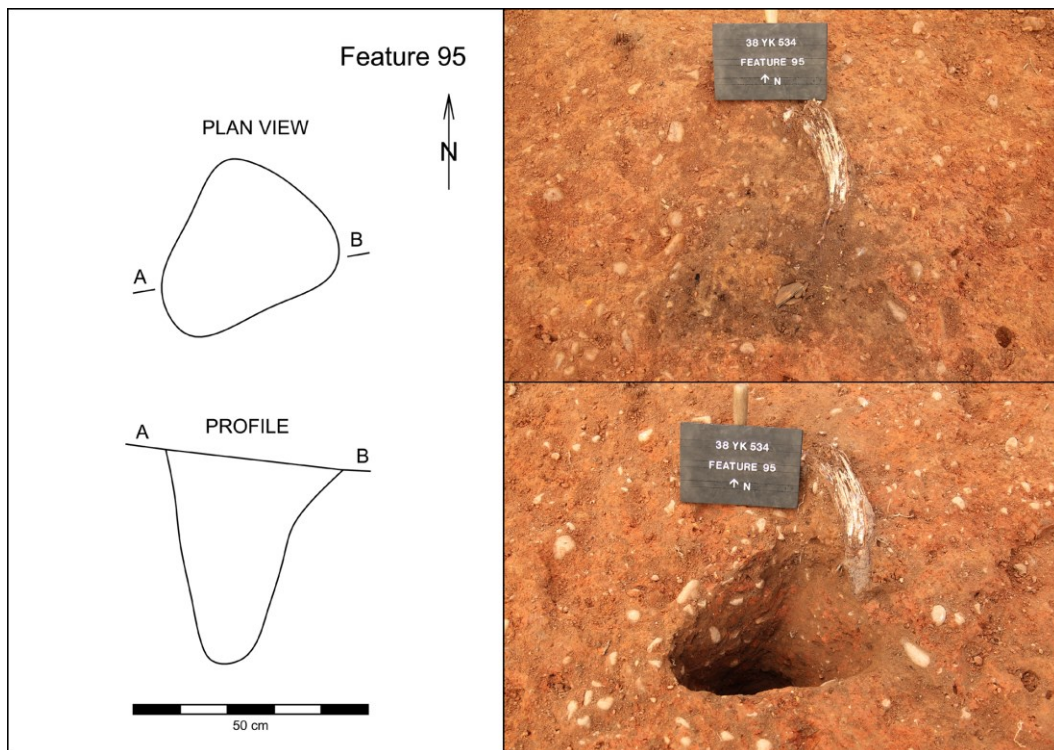 Feature 95
N
PLAN VIEW
A
B
PROFILE
A
B
50 cm
38 YK 534
FEATURE 95
↑ N
38 YK 534
FEATURE 95
↑ N